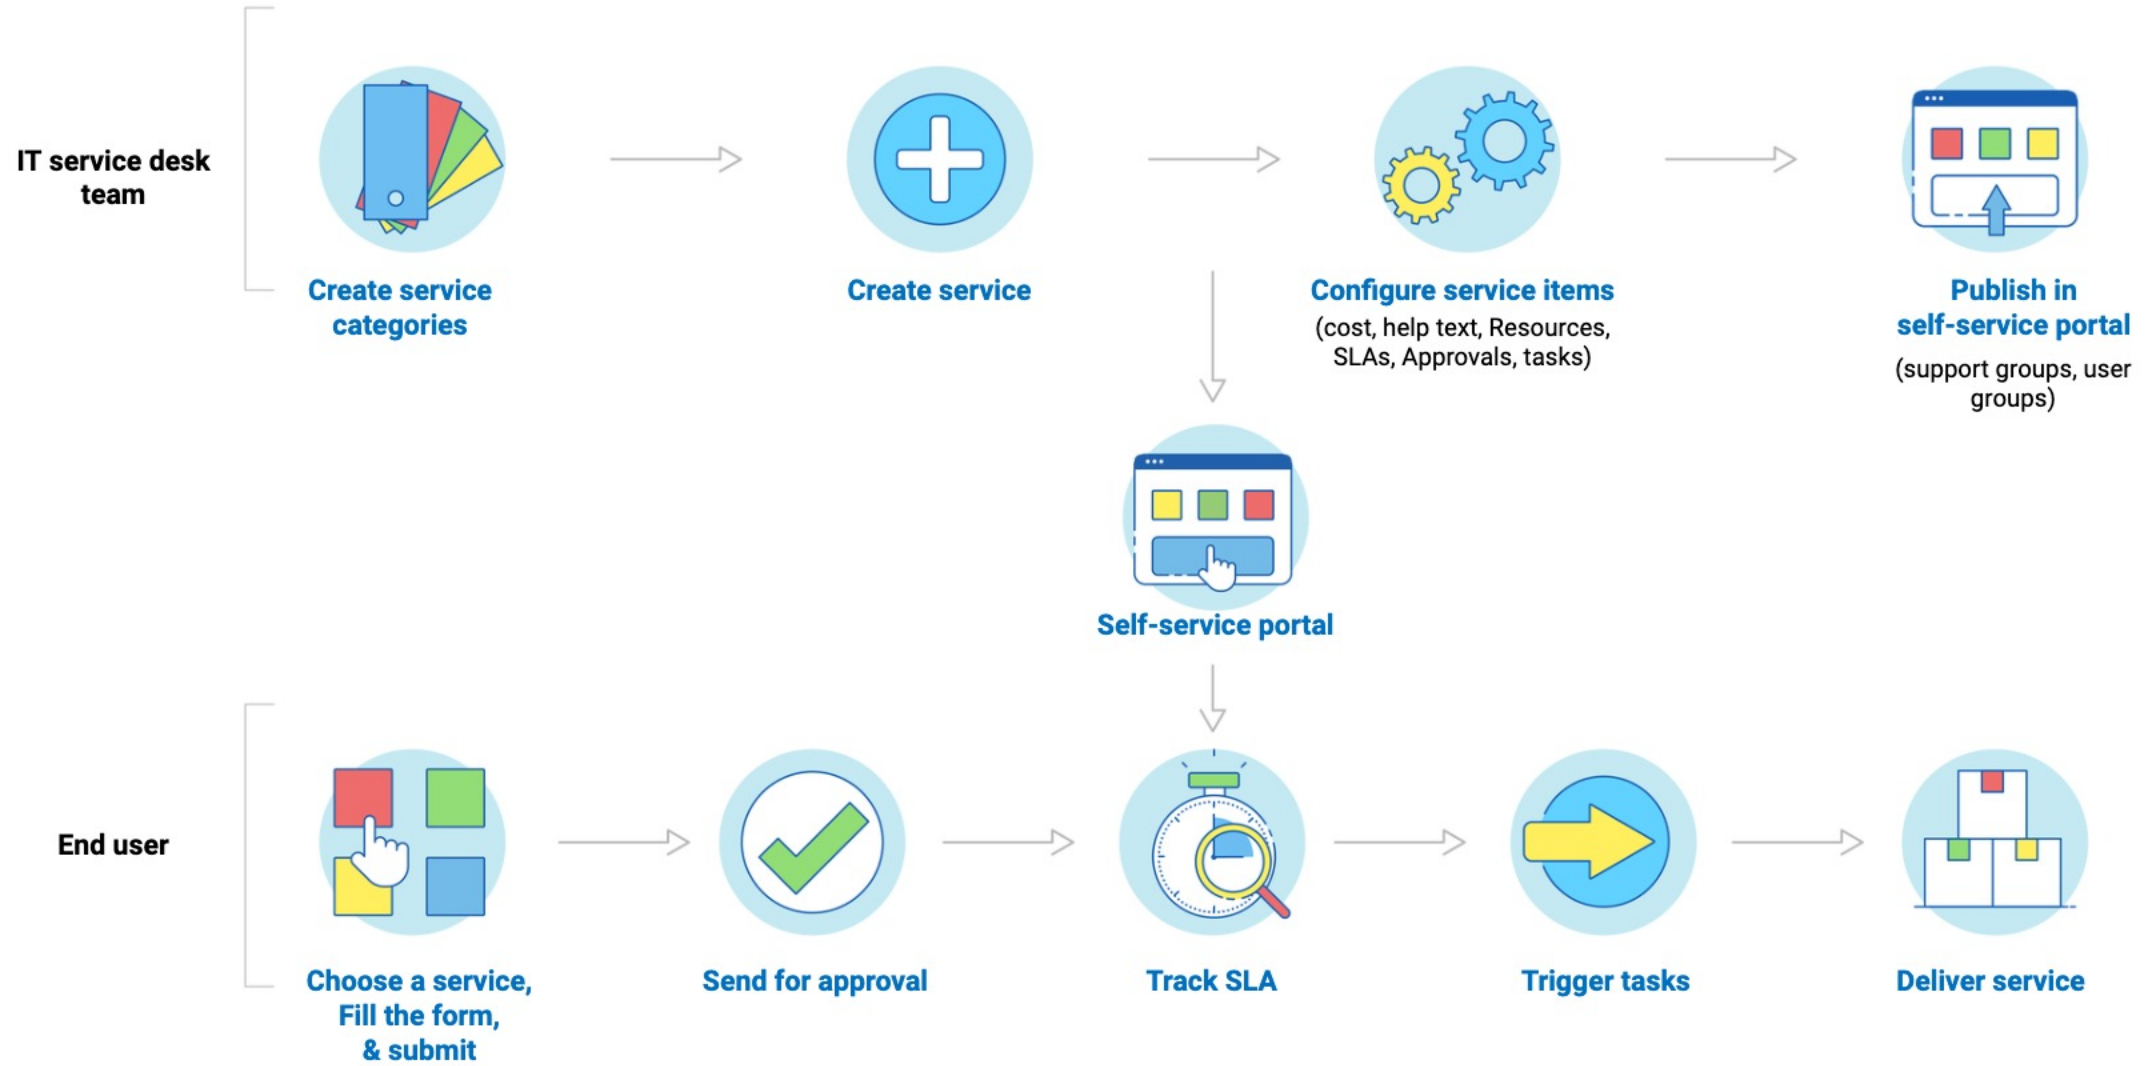 IT service desk
team
Create service
categories
Create service
Configure service items
(cost, help text, Resources,
SLAs, Approvals, tasks)
Publish in
self-service portal
(support groups, user
groups)
Self-service portal
End user
Choose a service,
Fill the form,
& submit
Send for approval
Track SLA
Trigger tasks
Deliver service